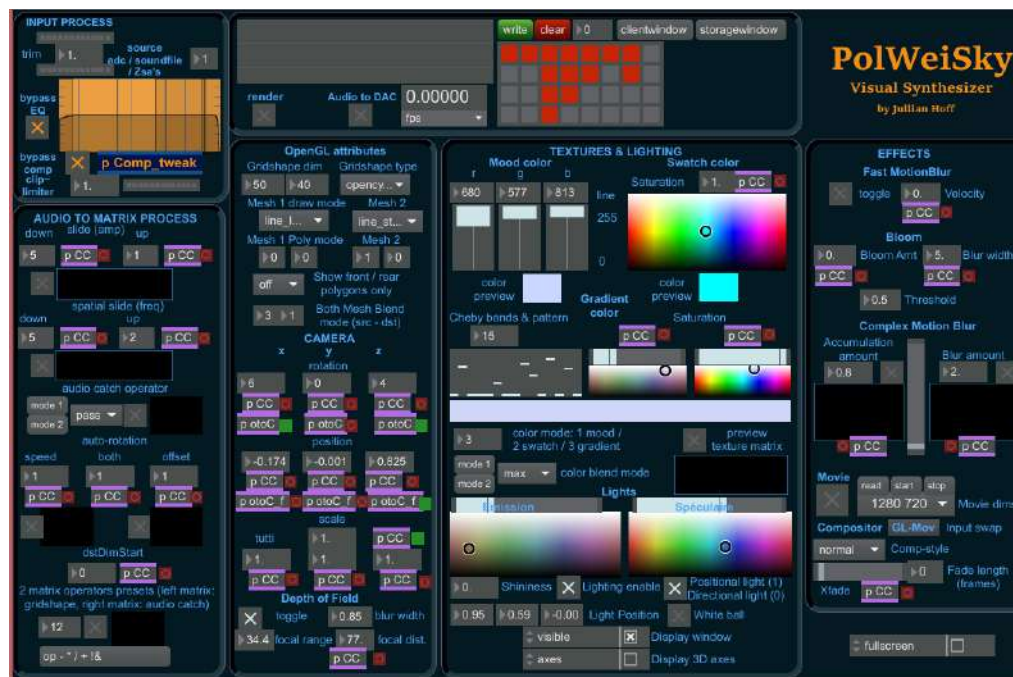 INPUT PROCESS
trim
1.
source
adc / soundfile / Zsa's
1
bypass EQ
bypass comp clip-limiter
p Comp_tweak
1.
write
clear
0
clientwindow
storagewindow
render
Audio to DAC
0.00000
fps
PolWeiSky
Visual Synthesizer
by Jullian Hoff
AUDIO TO MATRIX PROCESS
slide (amp)
down
up
5
p CC
1
p CC
spatial slide (freq)
down
up
5
p CC
2
p CC
audio catch operator
mode 1
mode 2
pass
auto-rotation
speed
both
offset
1
1
1
p CC
p CC
p CC
dstDimStart
0
p CC
2 matrix operators presets (left matrix: gridshape, right matrix: audio catch)
12
op - * / + !&
OpenGL attributes
Gridshape dim
Gridshape type
50
40
opency...
Mesh 1 draw mode
Mesh 2
line_l...
line_st...
Mesh 1 Poly mode
Mesh 2
0
0
1
0
off
Show front / rear polygons only
3
1
Both Mesh Blend mode (src - dst)
CAMERA
x
y
z
rotation
6
0
4
p CC
p CC
p CC
p otoC
p otoC
p otoC
position
-0.174
-0.001
0.825
p CC
p CC
p CC
p otoC_f
p otoC_f
p otoC_f
scale
tutti
1.
p CC
1.
1.
1.
p CC
p CC
p CC
Depth of Field
toggle
0.85
blur width
34.4
focal range
77.
focal dist.
p CC
TEXTURES & LIGHTING
Mood color
Swatch color
r
g
b
680
577
813
line
255
0
Saturation
1.
p CC
color preview
color preview
Gradient color
Cheby bands & pattern
16
p CC
Saturation
p CC
3
color mode: 1 mood / 2 swatch / 3 gradient
preview texture matrix
mode 1
mode 2
max
color blend mode
Lights
Emission
Speculaire
0
Shinness
Lighting enable
Positional light (1)
Directional light (0)
0.95
0.59
-0.00
Light Position
White ball
visible
Display window
axes
Display 3D axes
EFFECTS
Fast MotionBlur
toggle
0.
Velocity
p CC
Bloom
0.
Bloom Amt
5.
Blur width
p CC
p CC
0.5
Threshold
Complex Motion Blur
Accumulation amount
Blur amount
0.8
2.
p CC
p CC
Movie
read
start
stop
1280 720
Movie dims
Compositor
GL-Mov
Input swap
normal
Comp-style
0
Fade length (frames)
Xfade
p CC
fullscreen